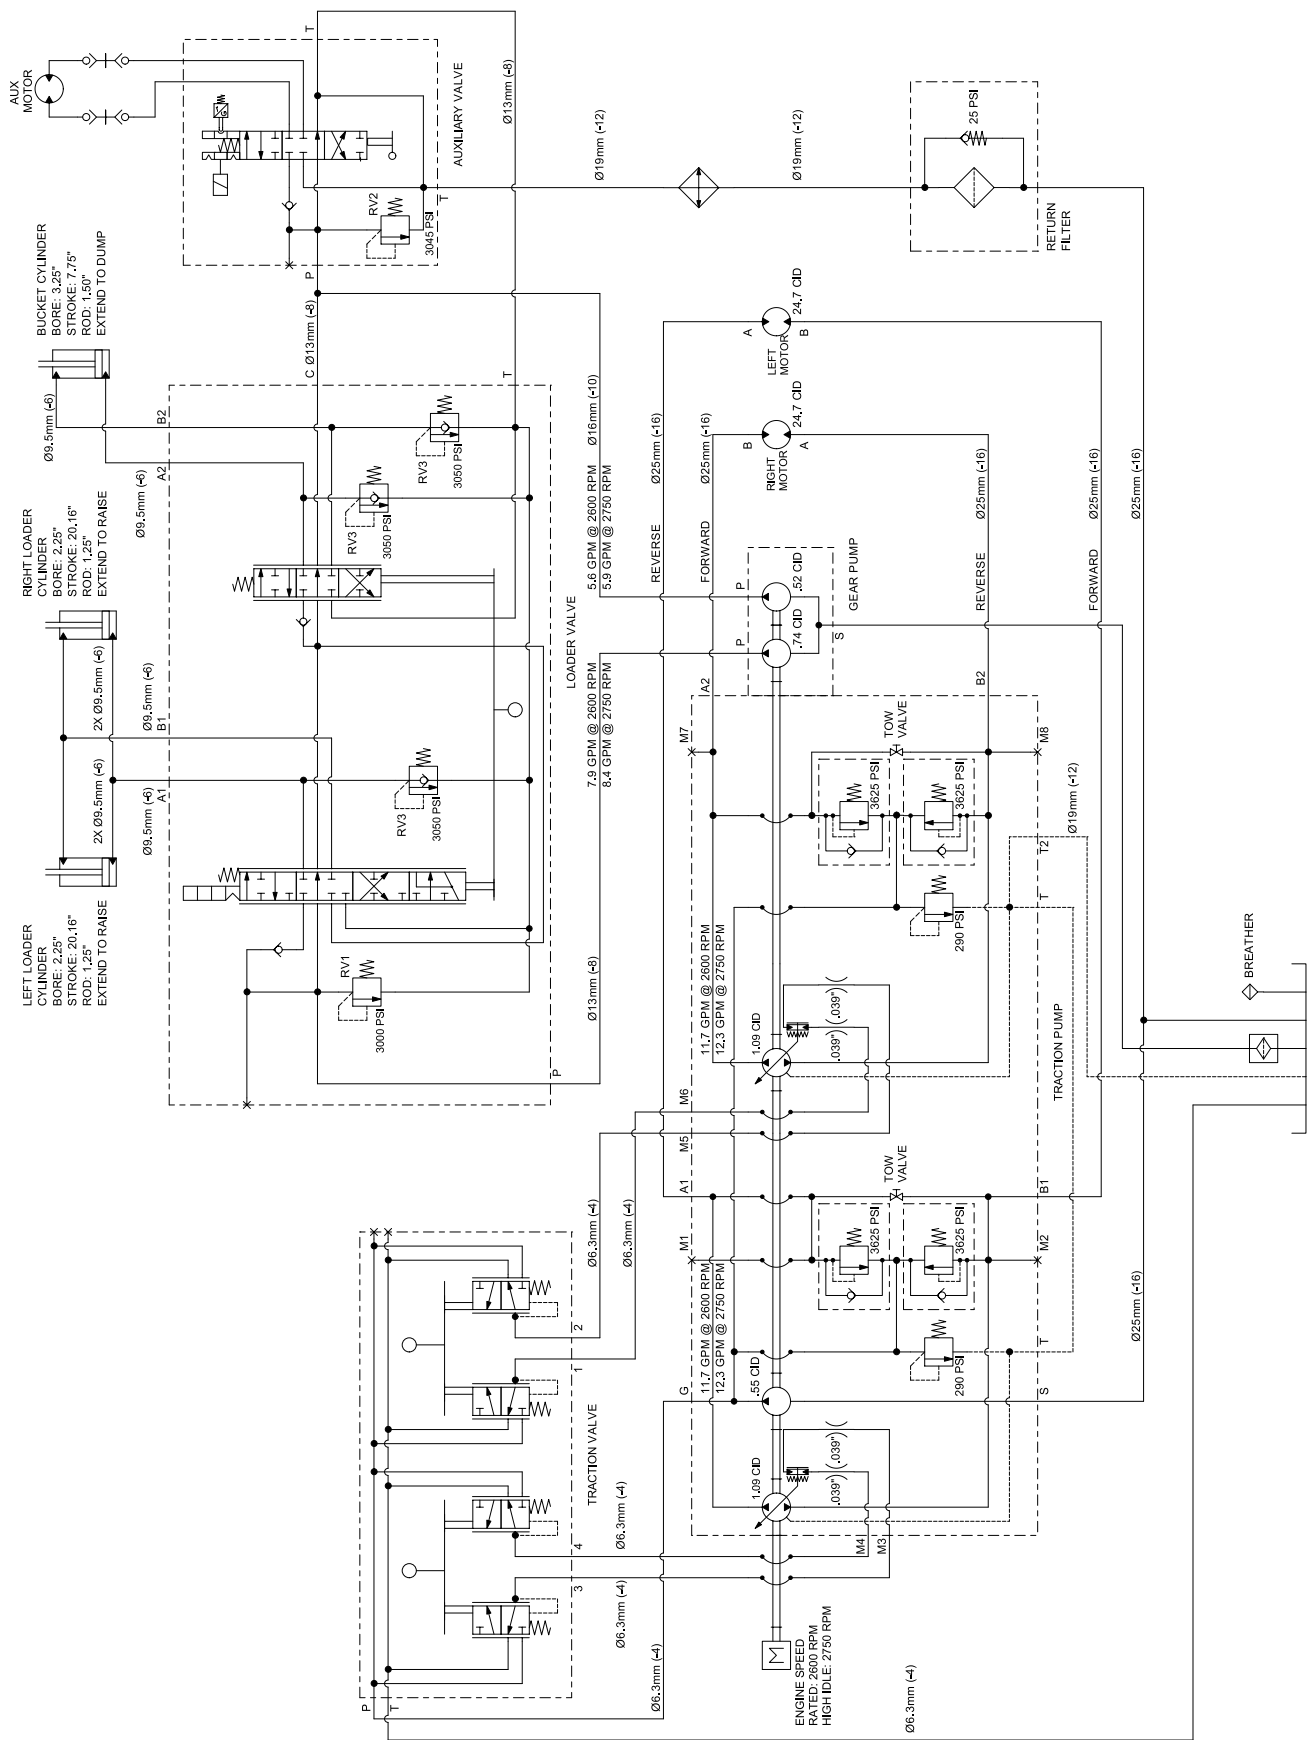 AUX
MOTOR
T
AUXILIARY VALVE
Ø13mm (-8)
RV2
3045 PSI
T
P
Ø19mm (-12)
Ø19mm (-12)
25 PSI
RETURN
FILTER
BUCKET CYLINDER
BORE: 3.25"
STROKE: 7.75"
ROD: 1.50"
EXTEND TO DUMP
Ø9.5mm (-6)
B2
Ø9.5mm (-6)
A2
C
Ø13mm (-8)
T
RV3
3050 PSI
RV3
3050 PSI
RIGHT LOADER
CYLINDER
BORE: 2.25"
STROKE: 20.16"
ROD: 1.25"
EXTEND TO RAISE
2X Ø9.5mm (-6)
Ø9.5mm (-6)
B1
2X Ø9.5mm (-6)
Ø9.5mm (-6)
A1
RV3
3050 PSI
LOADER VALVE
LEFT LOADER
CYLINDER
BORE: 2.25"
STROKE: 20.16"
ROD: 1.25"
EXTEND TO RAISE
RV1
3000 PSI
P
Ø13mm (-8)
Ø16mm (-10)
5.6 GPM @ 2600 RPM
5.9 GPM @ 2750 RPM
7.9 GPM @ 2600 RPM
8.4 GPM @ 2750 RPM
A
LEFT
MOTOR
24.7 CID
B
B
RIGHT
MOTOR
24.7 CID
A
Ø25mm (-16)
Ø25mm (-16)
Ø25mm (-16)
Ø25mm (-16)
Ø25mm (-16)
REVERSE
FORWARD
REVERSE
FORWARD
P
.52 CID
P
.74 CID
S
GEAR PUMP
A2
B2
M7
M8
TOW
VALVE
3625 PSI
3625 PSI
290 PSI
T2
T
Ø19mm (-12)
11.7 GPM @ 2600 RPM
12.3 GPM @ 2750 RPM
1.09 CID
.039"
.039"
M6
M5
TRACTION PUMP
BREATHER
A1
B1
M1
M2
TOW
VALVE
3625 PSI
3625 PSI
290 PSI
T
Ø25mm (-16)
11.7 GPM @ 2600 RPM
12.3 GPM @ 2750 RPM
G
.55 CID
S
1.09 CID
.039"
.039"
M4
M3
Ø6.3mm (-4)
Ø6.3mm (-4)
2
1
TRACTION VALVE
4
3
Ø6.3mm (-4)
Ø6.3mm (-4)
Ø6.3mm (-4)
P
T
Ø6.3mm (-4)
M
ENGINE SPEED
RATED: 2600 RPM
HIGH IDLE: 2750 RPM
Ø6.3mm (-4)